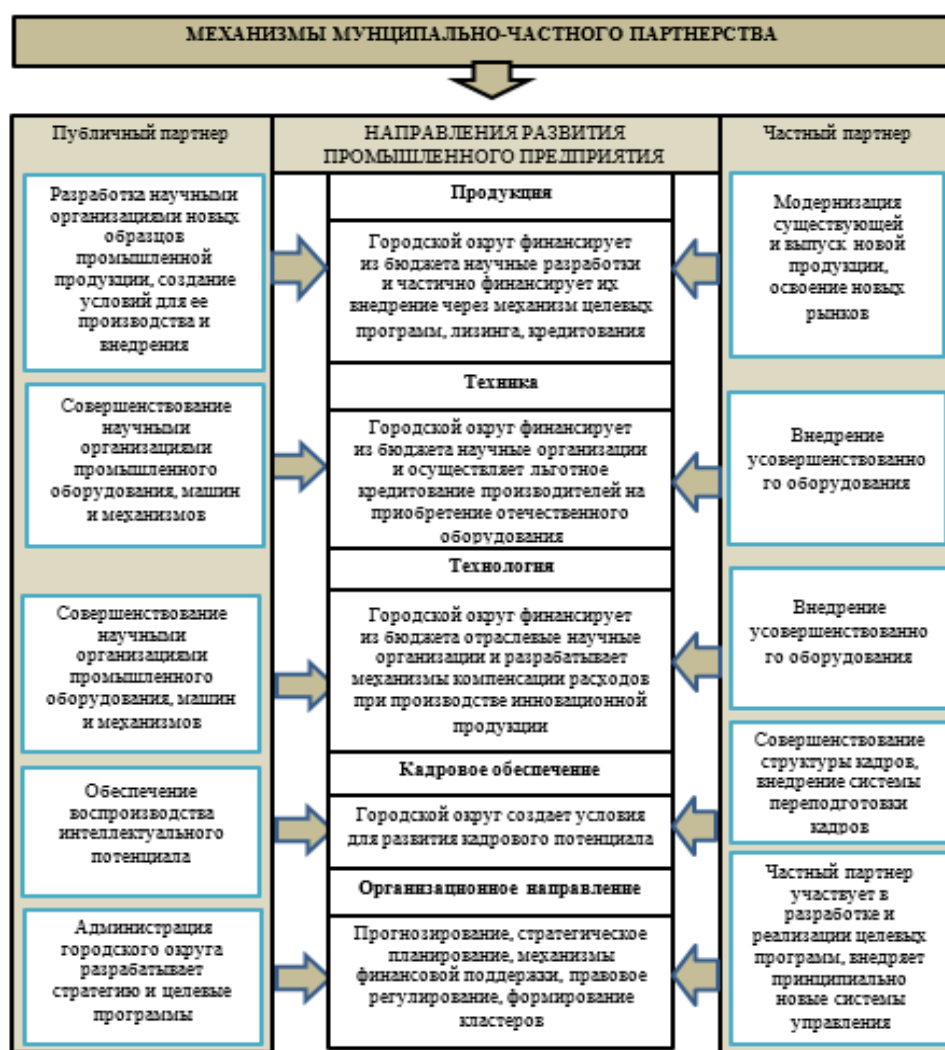 МЕХАНИЗМЫ МУНЦИПАЛЬНО-ЧАСТНОГО ПАРТНЕРСТВА
Публичный партнер
НАПРАВЛЕНИЯ РАЗВИТИЯ
ПРОМЫШЛЕННОГО ПРЕДПРИЯТИЯ
Частный партнер
Разработка научными
организациями новых
образцов
промышленной
продукции, создание
условий для ее
производства и
внедрения
Продукция
Городской округ финансирует
из бюджета научные разработки
и частично финансирует их
внедрение через механизм целевых
программ, лизинга, кредитования
Модернизация
существующей
и выпуск новой
продукции,
освоение новых
рынков
Совершенствование
научными
организациями
промышленного
оборудования, машин
и механизмов
Техника
Городской округ финансирует
из бюджета научные организации
и осуществляет льготное
кредитование производителей на
приобретение отечественного
оборудования
Внедрение
усовершенствованно
го оборудования
Совершенствование
научными
организациями
промышленного
оборудования, машин
и механизмов
Технология
Городской округ финансирует
из бюджета отраслевые научные
организации и разрабатывает
механизмы компенсации расходов
при производстве инновационной
продукции
Внедрение
усовершенствованно
го оборудования
Обеспечение
воспроизводства
интеллектуального
потенциала
Кадровое обеспечение
Городской округ создает условия
для развития кадрового потенциала
Совершенствование
структуры кадров,
внедрение системы
переподготовки
кадров
Администрация
городского округа
разрабатывает
стратегию и целевые
программы
Организационное направление
Прогнозирование, стратегическое
планирование, механизмы
финансовой поддержки, правовое
регулирование, формирование
кластеров
Частный партнер
участвует в
разработке и
реализации целевых
программ, внедряет
принципиально
новые системы
управления